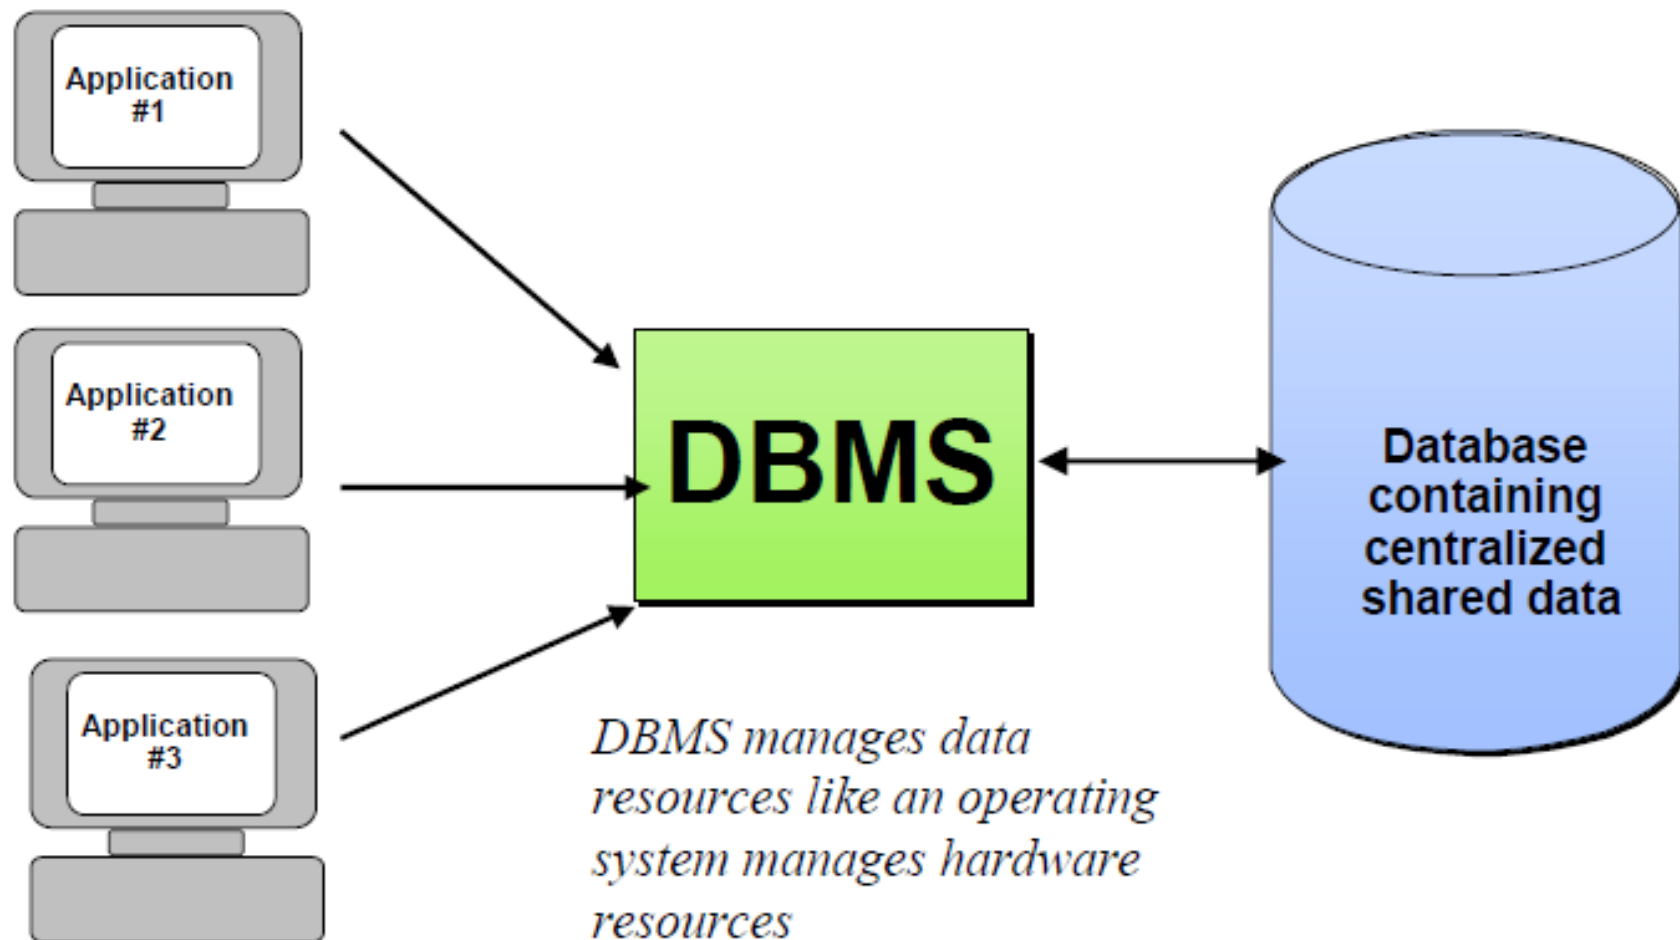 Application
#1
Application
#2
Application
#3
DBMS
Database
containing
centralized
shared data
DBMS manages data
resources like an operating
system manages hardware
resources